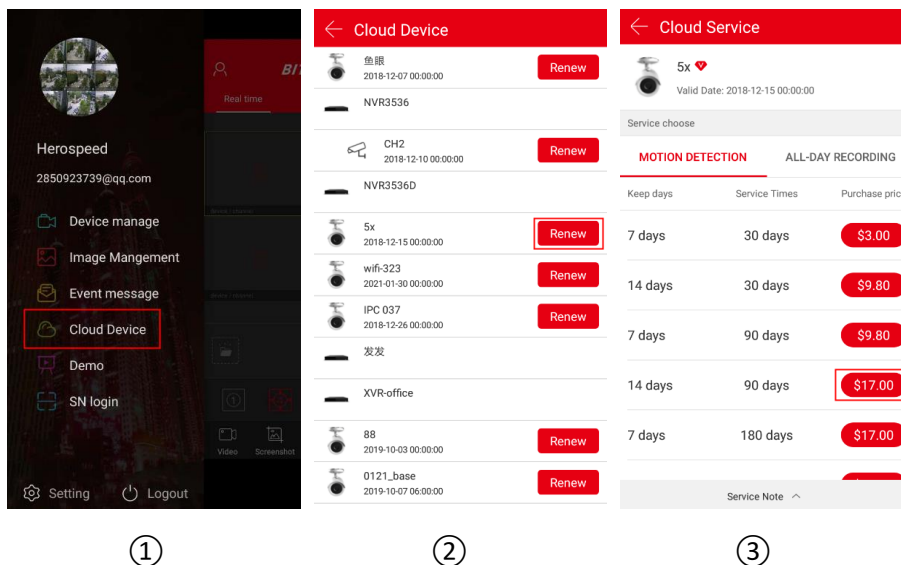 BIT
Real time
Herospeed
2850923739@qq.com
Device manage
Image Mangement
Event message
Cloud Device
Demo
SN login
Video Screenshot
Setting Logout
①
Cloud Device
鱼眼
2018-12-07 00:00:00
Renew
NVR3536
CH2
2018-12-10 00:00:00
Renew
NVR3536D
5x
2018-12-15 00:00:00
Renew
wifi-323
2021-01-30 00:00:00
Renew
IPC 037
2018-12-26 00:00:00
Renew
发发
XVR-office
88
2019-10-03 00:00:00
Renew
0121_base
2019-10-07 06:00:00
Renew
②
Cloud Service
5x
Valid Date: 2018-12-15 00:00:00
Service choose
MOTION DETECTION ALL-DAY RECORDING
Keep days Service Times Purchase pric
7 days 30 days $3.00
14 days 30 days $9.80
7 days 90 days $9.80
14 days 90 days $17.00
7 days 180 days $17.00
Service Note
③